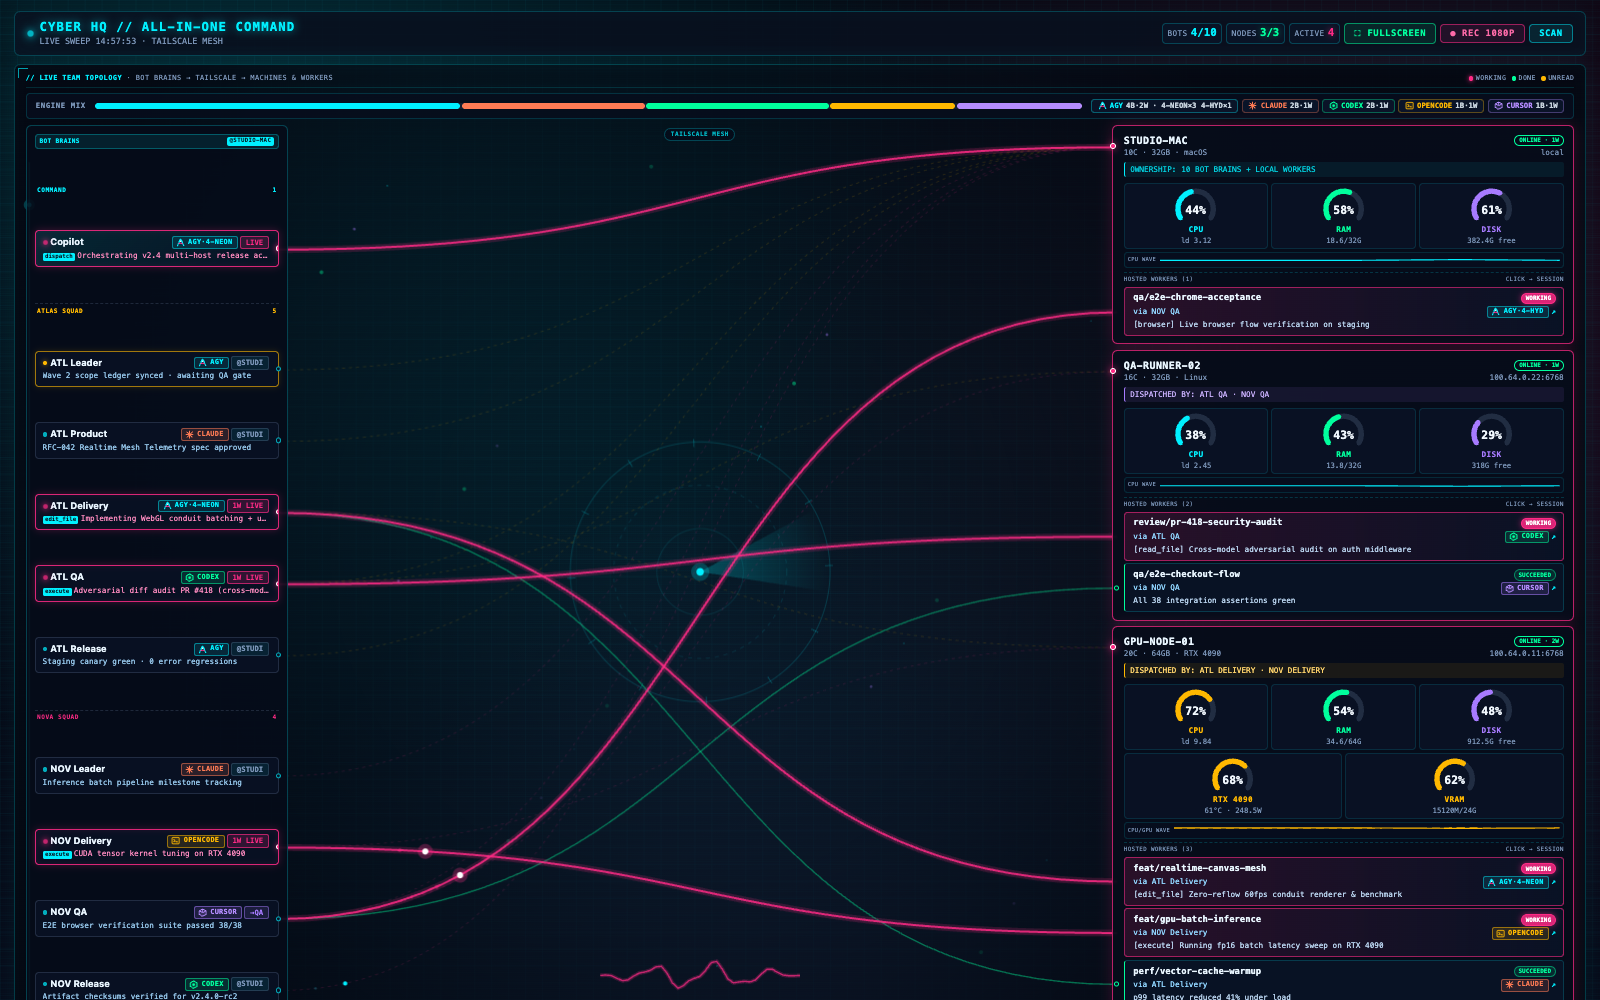 CYBER HQ // ALL-IN-ONE COMMAND
LIVE SWEEP 14:57:53 · TAILSCALE MESH
BOTS 4/10
NODES 3/3
ACTIVE 4
FULLSCREEN
REC 1080P
SCAN
// LIVE TEAM TOPOLOGY · BOT BRAINS → TAILSCALE → MACHINES & WORKERS
WORKING DONE UNREAD
ENGINE MIX
AGY 4B·2W · 4-NEON×3 4-HYD×1
CLAUDE 2B·1W
CODEX 2B·1W
OPENCODE 1B·1W
CURSOR 1B·1W
BOT BRAINS @STUDIO-MAC
COMMAND 1
Copilot AGY·4-NEON LIVE
dispatch Orchestrating v2.4 multi-host release ac…
ATLAS SQUAD 5
ATL Leader AGY @STUDI
Wave 2 scope ledger synced · awaiting QA gate
ATL Product CLAUDE @STUDI
RFC-042 Realtime Mesh Telemetry spec approved
ATL Delivery AGY·4-NEON 1W LIVE
edit_file Implementing WebGL conduit batching + u…
ATL QA CODEX 1W LIVE
execute Adversarial diff audit PR #418 (cross-mod…
ATL Release AGY @STUDI
Staging canary green · 0 error regressions
NOVA SQUAD 4
NOV Leader CLAUDE @STUDI
Inference batch pipeline milestone tracking
NOV Delivery OPENCODE 1W LIVE
execute CUDA tensor kernel tuning on RTX 4090
NOV QA CURSOR →QA
E2E browser verification suite passed 38/38
NOV Release CODEX @STUDI
Artifact checksums verified for v2.4.0-rc2
TAILSCALE MESH
STUDIO-MAC ONLINE · 1W
10C · 32GB · macOS local
OWNERSHIP: 10 BOT BRAINS + LOCAL WORKERS
44% 58% 61%
CPU RAM DISK
ld 3.12 18.6/32G 382.4G free
CPU WAVE
HOSTED WORKERS (1) CLICK → SESSION
qa/e2e-chrome-acceptance WORKING
via NOV QA AGY·4-HYD ↗
[browser] Live browser flow verification on staging
QA-RUNNER-02 ONLINE · 1W
16C · 32GB · Linux 100.64.0.22:6768
DISPATCHED BY: ATL QA · NOV QA
38% 43% 29%
CPU RAM DISK
ld 2.45 13.8/32G 318G free
CPU WAVE
HOSTED WORKERS (2) CLICK → SESSION
review/pr-418-security-audit WORKING
via ATL QA CODEX ↗
[read_file] Cross-model adversarial audit on auth middleware
qa/e2e-checkout-flow SUCCEEDED
via NOV QA CURSOR ↗
All 38 integration assertions green
GPU-NODE-01 ONLINE · 2W
20C · 64GB · RTX 4090 100.64.0.11:6768
DISPATCHED BY: ATL DELIVERY · NOV DELIVERY
72% 54% 48%
CPU RAM DISK
ld 9.84 34.6/64G 912.5G free
68% 62%
RTX 4090 VRAM
61°C · 248.5W 15120M/24G
CPU/GPU WAVE
HOSTED WORKERS (3) CLICK → SESSION
feat/realtime-canvas-mesh WORKING
via ATL Delivery AGY·4-NEON ↗
[edit_file] Zero-reflow 60fps conduit renderer & benchmark
feat/gpu-batch-inference WORKING
via NOV Delivery OPENCODE ↗
[execute] Running fp16 batch latency sweep on RTX 4090
perf/vector-cache-warmup SUCCEEDED
via ATL Delivery CLAUDE ↗
p99 latency reduced 41% under load